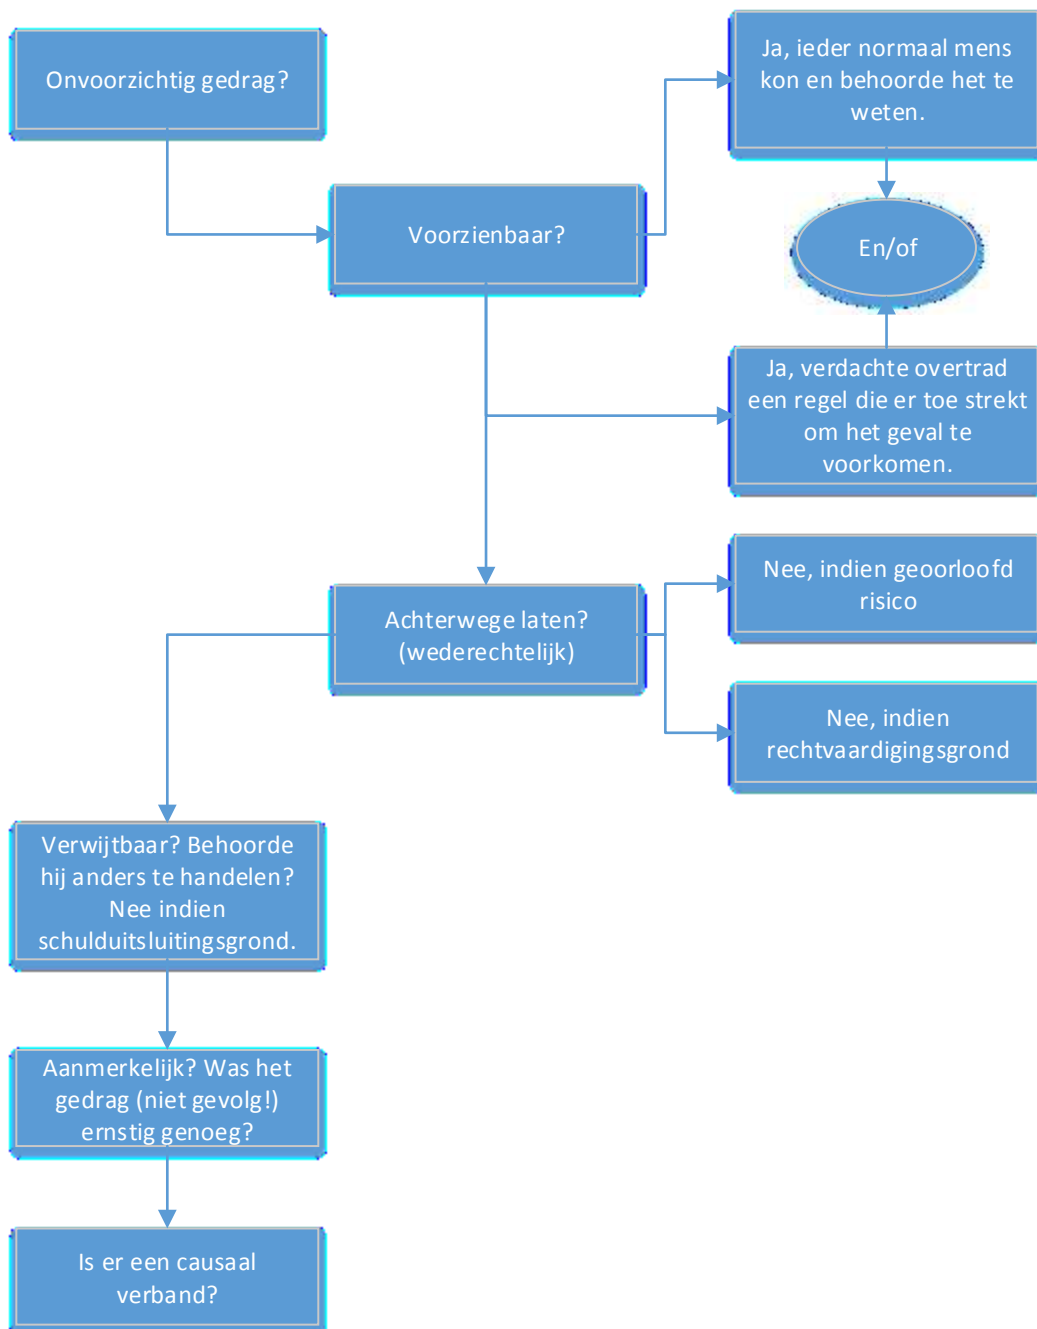 Onvoorzichtig gedrag?
Ja, ieder normaal mens
kon en behoorde het te
weten.
Voorzienbaar?
En/of
Ja, verdachte overtrad
een regel die er toe strekt
om het geval te
voorkomen.
Achterwege laten?
(wederechtelijk)
Nee, indien geoorloofd
risico
Nee, indien
rechtvaardigingsgrond
Verwijtbaar? Behoorde
hij anders te handelen?
Nee indien
schulduitsluitingsgrond.
Aanmerkelijk? Was het
gedrag (niet gevolg!)
ernstig genoeg?
Is er een causaal
verband?